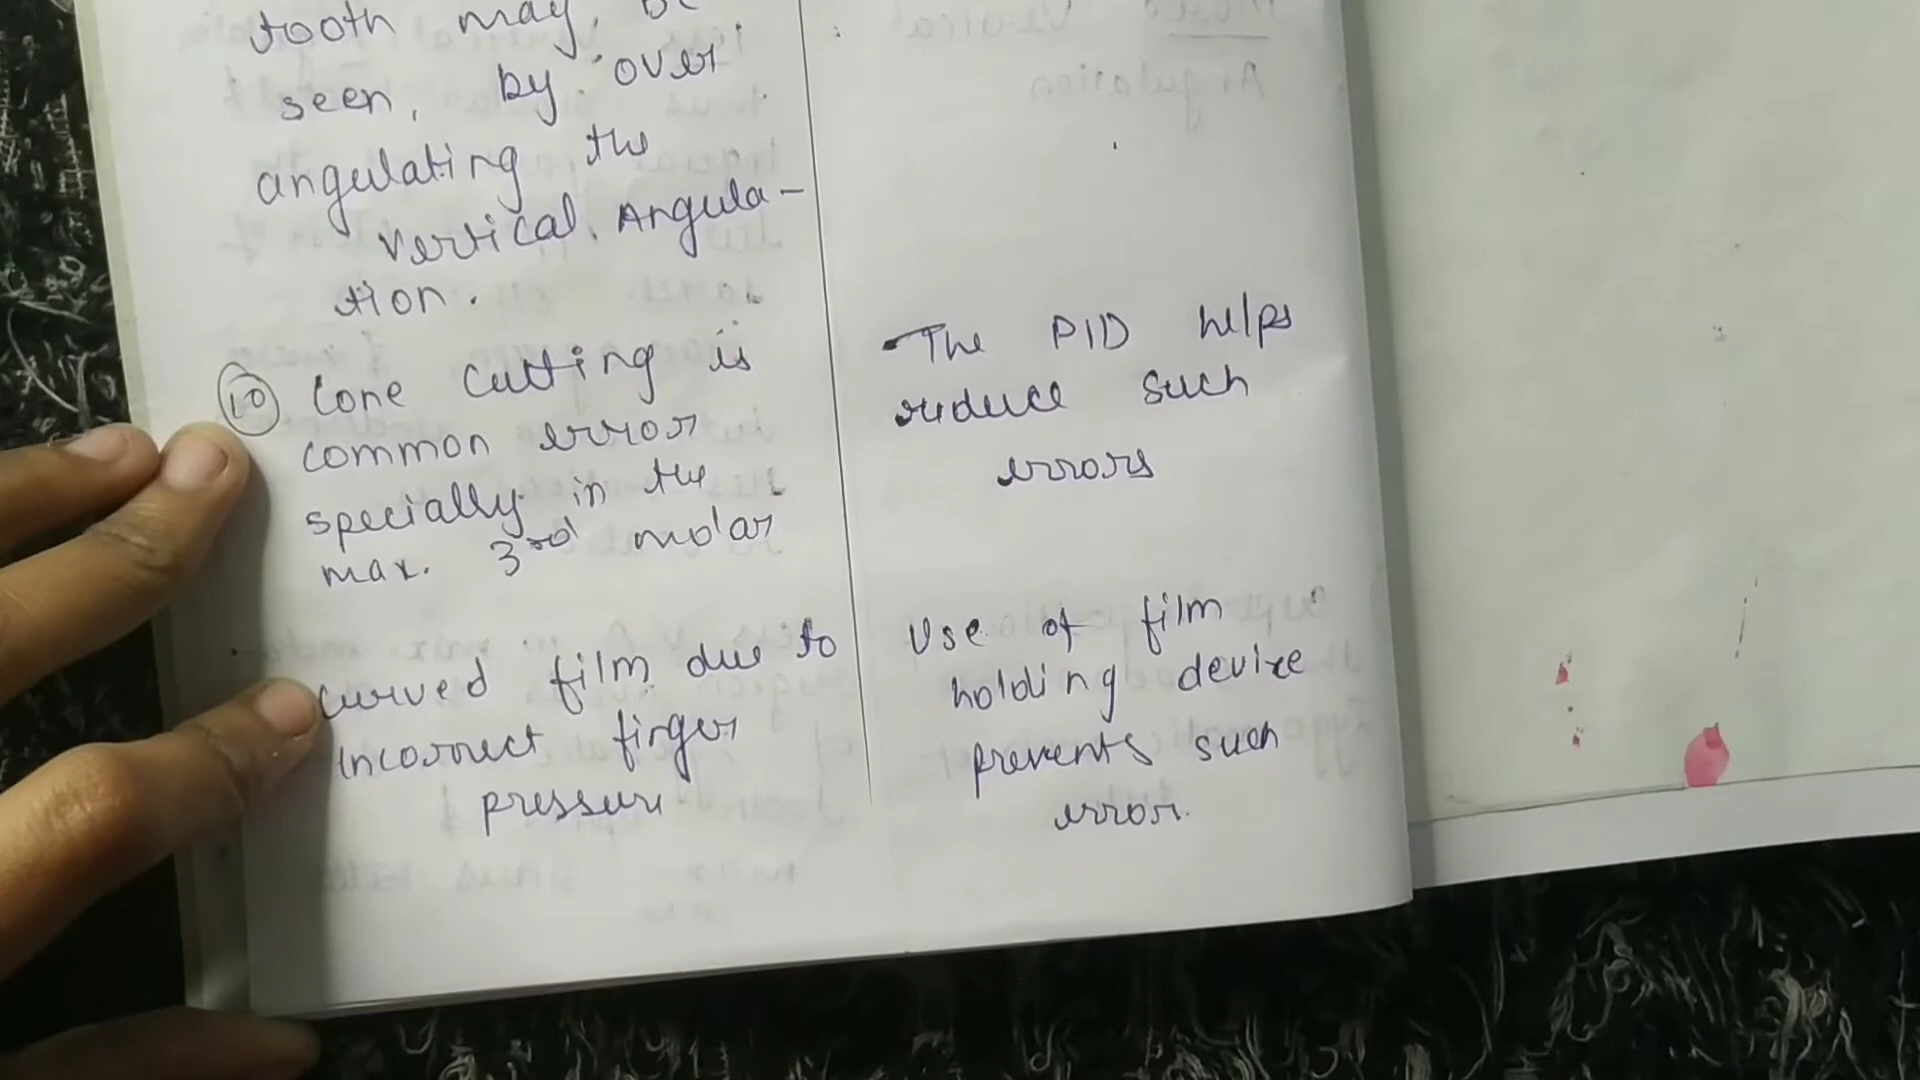 tooth may be
seen, by over
angulating the
vertical Angula-
tion.
10 Cone Cutting is
common error
specially in the
max. 3rd molar
curved film due to
incorrect finger
pressure
- The PID helps
reduce such
errors
Use of film
holding device
prevents such
error.